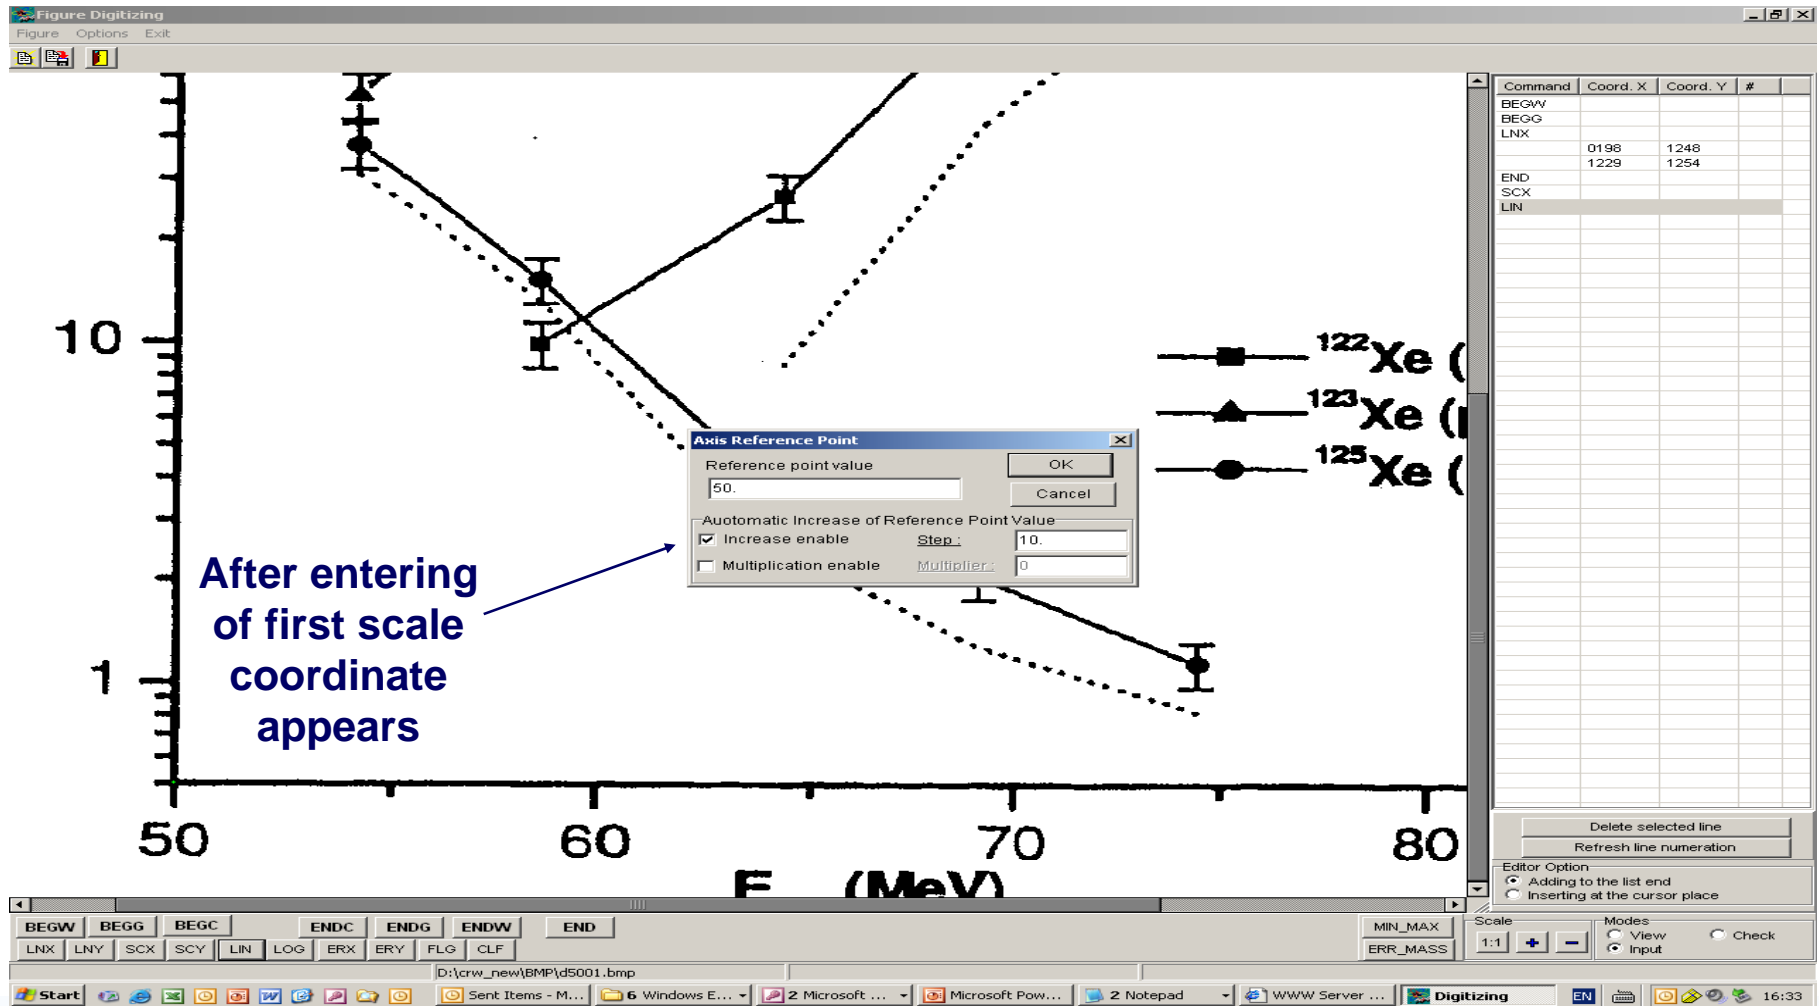 Figure Digitizing
Figure Options Exit
Command Coord. X Coord. Y #
BEGW
BEGG
LNX
0198 1248
1229 1254
END
SCX
LIN
10
1
122Xe (
123Xe (
125Xe (
Axis Reference Point
Reference point value
50.
OK
Cancel
Auotomatic Increase of Reference Point Value
Increase enable Step : 10.
Multiplication enable Multiplier : 0
After entering
of first scale
coordinate
appears
50 60 70 80
E (MeV)
Delete selected line
Refresh line numeration
Editor Option
Adding to the list end
Inserting at the cursor place
BEGW BEGG BEGC ENDC ENDG ENDW END MIN_MAX
LNX LNY SCX SCY LIN LOG ERX ERY FLG CLF ERR_MASS
Scale
1:1 + -
Modes
View Check
Input
D:\crw_new\BMP\d5001.bmp
Start Sent Items - M... 6 Windows E... 2 Microsoft ... Microsoft Pow... 2 Notepad WWW Server ... Digitizing EN 16:33